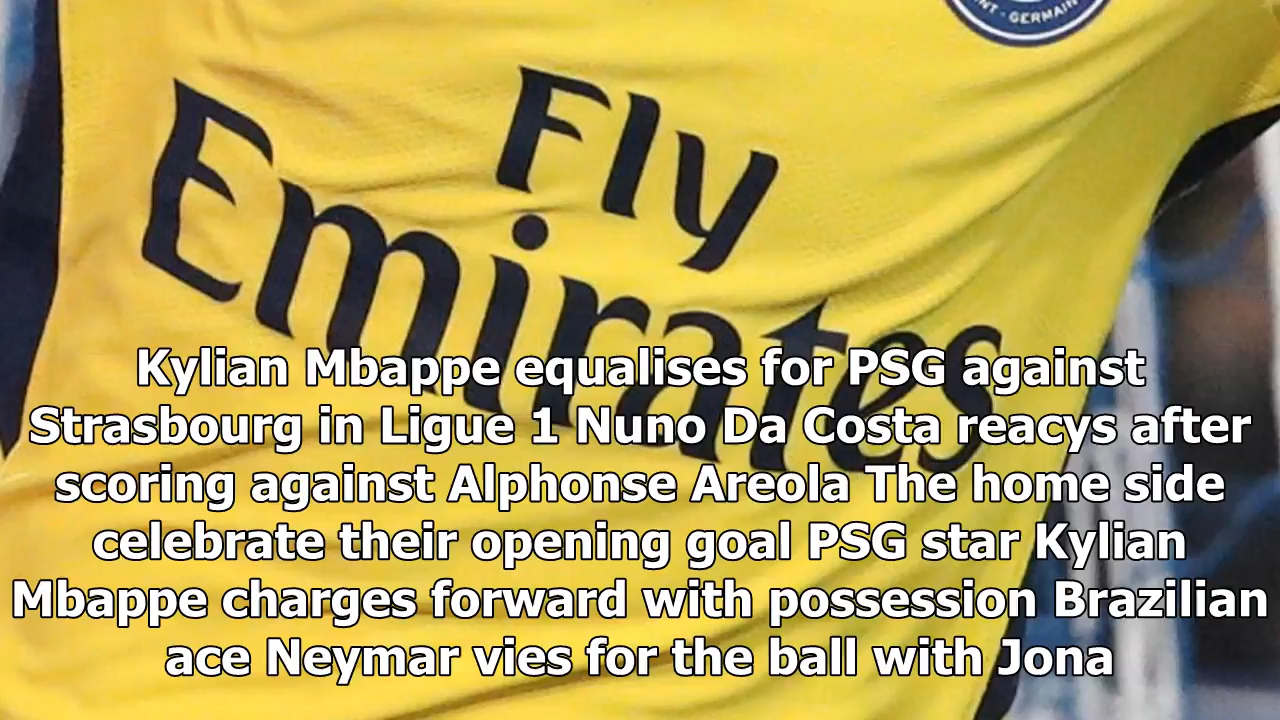 NT - GERMAIN
Fly
Emirates
Kylian Mbappe equalises for PSG against
Strasbourg in Ligue 1 Nuno Da Costa reacys after
scoring against Alphonse Areola The home side
celebrate their opening goal PSG star Kylian
Mbappe charges forward with possession Brazilian
ace Neymar vies for the ball with Jona